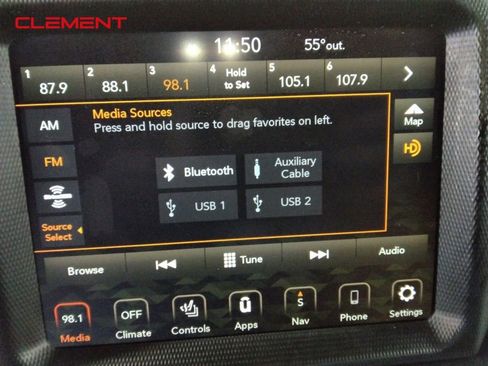 CLEMENT
11:50 55°out.
1 87.9 2 88.1 3 98.1 4 Hold to Set 5 105.1 6 107.9
Media Sources
Press and hold source to drag favorites on left.
AM
FM
Source Select
Bluetooth
Auxiliary Cable
USB 1
USB 2
Map
HD
Browse
Tune
Audio
98.1 Media
OFF Climate
Controls
Apps
S Nav
Phone
Settings